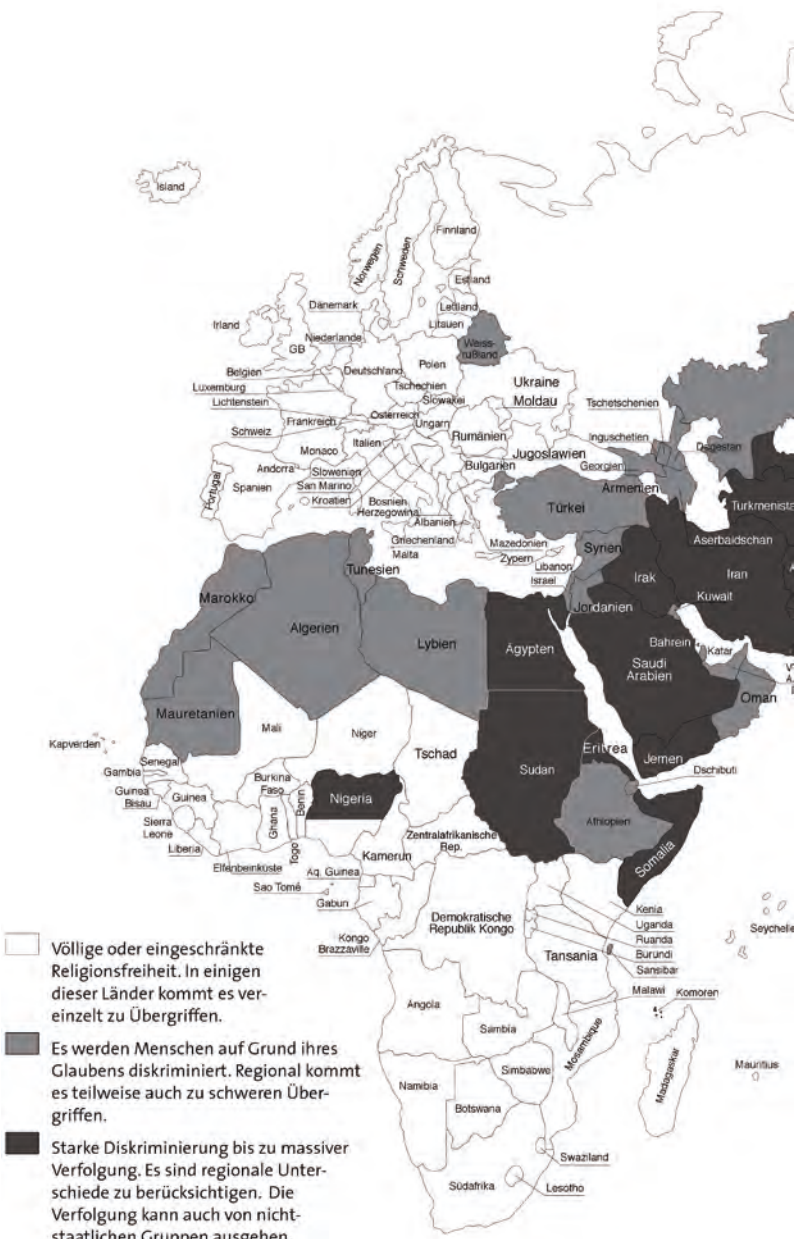 Island
Finnland
Norwegen
Schweden
Estland
Dänemark
Lettland
Irland
Litauen
Niederlande
Weiss-
rußland
GB
Polen
Belgien
Deutschland
Luxemburg
Tschechien
Ukraine
Lichtenstein
Slowakei
Moldau
Tschetschenien
Österreich
Frankreich
Ungarn
Schweiz
Italien
Rumänien
Inguschetien
Dagestan
Monaco
Jugoslawien
Andorra
Slowenien
Bulgarien
Georgien
Portugal
San Marino
Armenien
Spanien
Kroatien
Bosnien
Herzegowina
Türkei
Turkmenista
Albanien
Griechenland
Mazedonien
Aserbaidschan
Malta
Zypern
Syrien
Tunesien
Libanon
Irak
Iran
Israel
Marokko
Kuwait
Jordanien
Algerien
Lybien
Ägypten
Bahrein
Katar
Saudi
Arabien
V
A
Oman
Mauretanien
Mali
Niger
Kapverden
Tschad
Eritrea
Jemen
Senegal
Sudan
Gambia
Dschibuti
Burkina
Faso
Guinea
Bissau
Guinea
Nigeria
Benin
Ghana
Äthiopien
Sierra
Leone
Zentralafrikanische
Rep.
Somalia
Liberia
Togo
Kamerun
Elfenbeinküste
Äq. Guinea
Sao Tomé
Kenia
Gabun
Demokratische
Republik Kongo
Uganda
Seychelle
Kongo
Brazzaville
Ruanda
Tansania
Burundi
Sansibar
Malawi
Komoren
Angola
Sambia
Mosambique
Mauritius
Madagaskar
Simbabwe
Namibia
Botswana
Swaziland
Südafrika
Lesotho
Völlige oder eingeschränkte
Religionsfreiheit. In einigen
dieser Länder kommt es ver-
einzelt zu Übergriffen.
Es werden Menschen auf Grund ihres
Glaubens diskriminiert. Regional kommt
es teilweise auch zu schweren Über-
griffen.
Starke Diskriminierung bis zu massiver
Verfolgung. Es sind regionale Unter-
schiede zu berücksichtigen. Die
Verfolgung kann auch von nicht-
staatlichen Gruppen ausgehen